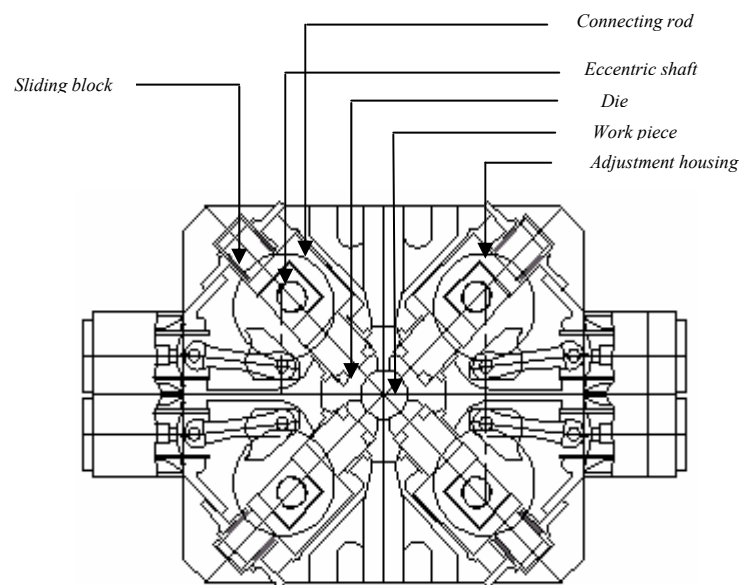 Connecting rod
Eccentric shaft
Sliding block
Die
Work piece
Adjustment housing